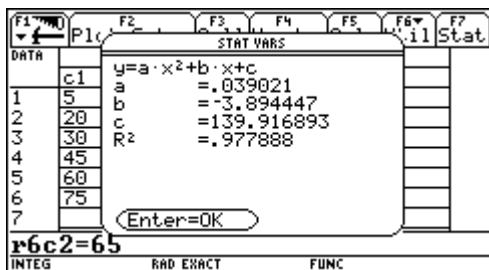 F1 F2 F3 F4 F5 F6 F7
Stat
STAT VARS
DATA
y=a·x²+b·x+c
a =.039021
b =-3.894447
c =139.916893
R² =.977888
c1
1 5
2 20
3 30
4 45
5 60
6 75
7
Enter=OK
r6c2=65
INTEG RAD EXACT FUNC